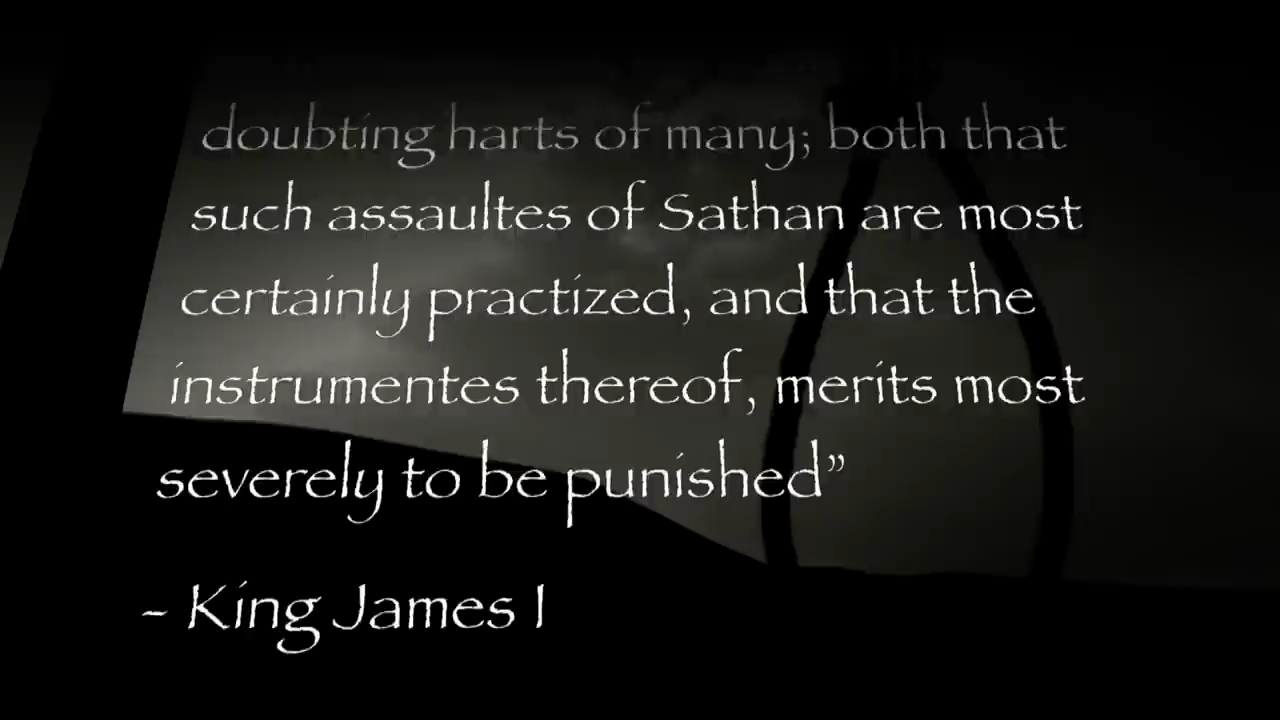 doubting harts of many; both that
such assaultes of Sathan are most
certainly practized, and that the
instrumentes thereof, merits most
severely to be punished”
- King James I